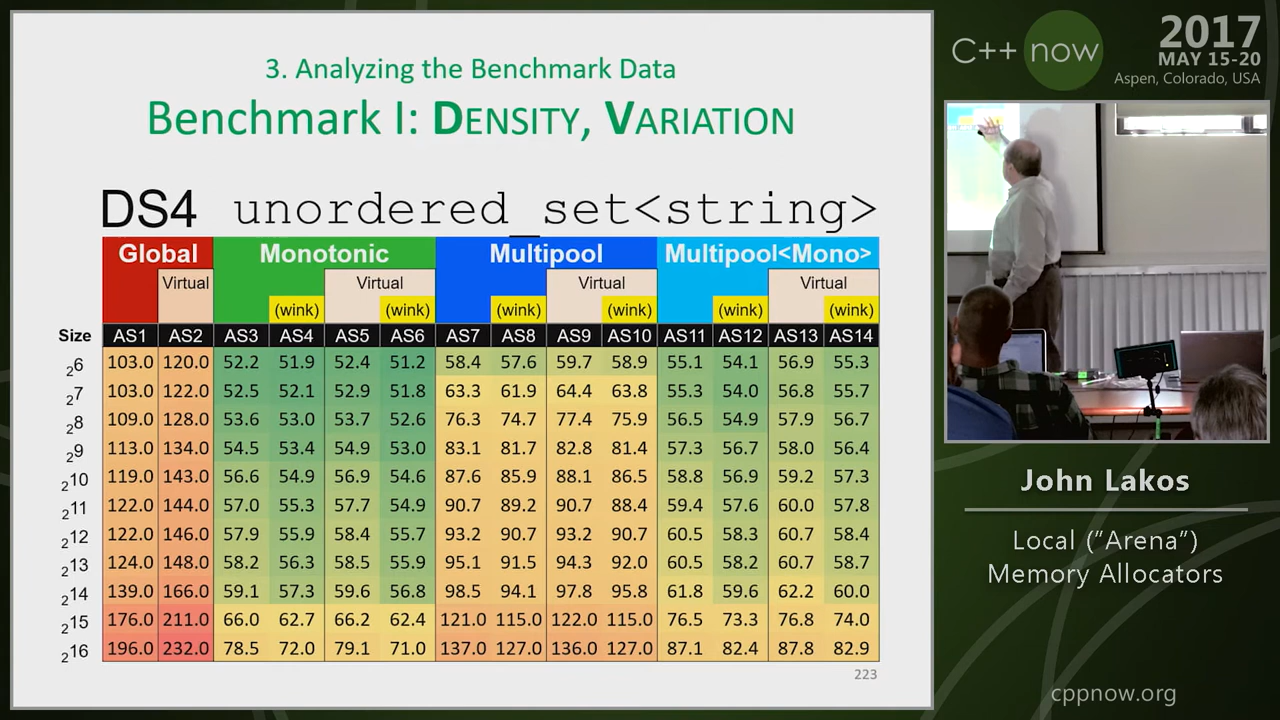 3. Analyzing the Benchmark Data
Benchmark I: DENSITY, VARIATION
DS4 unordered_set<string>
Global Monotonic Multipool Multipool<Mono>
Virtual Virtual Virtual Virtual
(wink) (wink) (wink) (wink) (wink) (wink)
Size AS1 AS2 AS3 AS4 AS5 AS6 AS7 AS8 AS9 AS10 AS11 AS12 AS13 AS14
26 103.0 120.0 52.2 51.9 52.4 51.2 58.4 57.6 59.7 58.9 55.1 54.1 56.9 55.3
27 103.0 122.0 52.5 52.1 52.9 51.8 63.3 61.9 64.4 63.8 55.3 54.0 56.8 55.7
28 109.0 128.0 53.6 53.0 53.7 52.6 76.3 74.7 77.4 75.9 56.5 54.9 57.9 56.7
29 113.0 134.0 54.5 53.4 54.9 53.0 83.1 81.7 82.8 81.4 57.3 56.7 58.0 56.4
210 119.0 143.0 56.6 54.9 56.9 54.6 87.6 85.9 88.1 86.5 58.8 56.9 59.2 57.3
211 122.0 144.0 57.0 55.3 57.7 54.9 90.7 89.2 90.7 88.4 59.4 57.6 60.0 57.8
212 122.0 146.0 57.9 55.9 58.4 55.7 93.2 90.7 93.2 90.7 60.5 58.3 60.7 58.4
213 124.0 148.0 58.2 56.3 58.5 55.9 95.1 91.5 94.3 92.0 60.5 58.2 60.7 58.7
214 139.0 166.0 59.1 57.3 59.6 56.8 98.5 94.1 97.8 95.8 61.8 59.6 62.2 60.0
215 176.0 211.0 66.0 62.7 66.2 62.4 121.0 115.0 122.0 115.0 76.5 73.3 76.8 74.0
216 196.0 232.0 78.5 72.0 79.1 71.0 137.0 127.0 136.0 127.0 87.1 82.4 87.8 82.9
223
C++ now
2017
MAY 15-20
Aspen, Colorado, USA
John Lakos
Local ("Arena")
Memory Allocators
cppnow.org